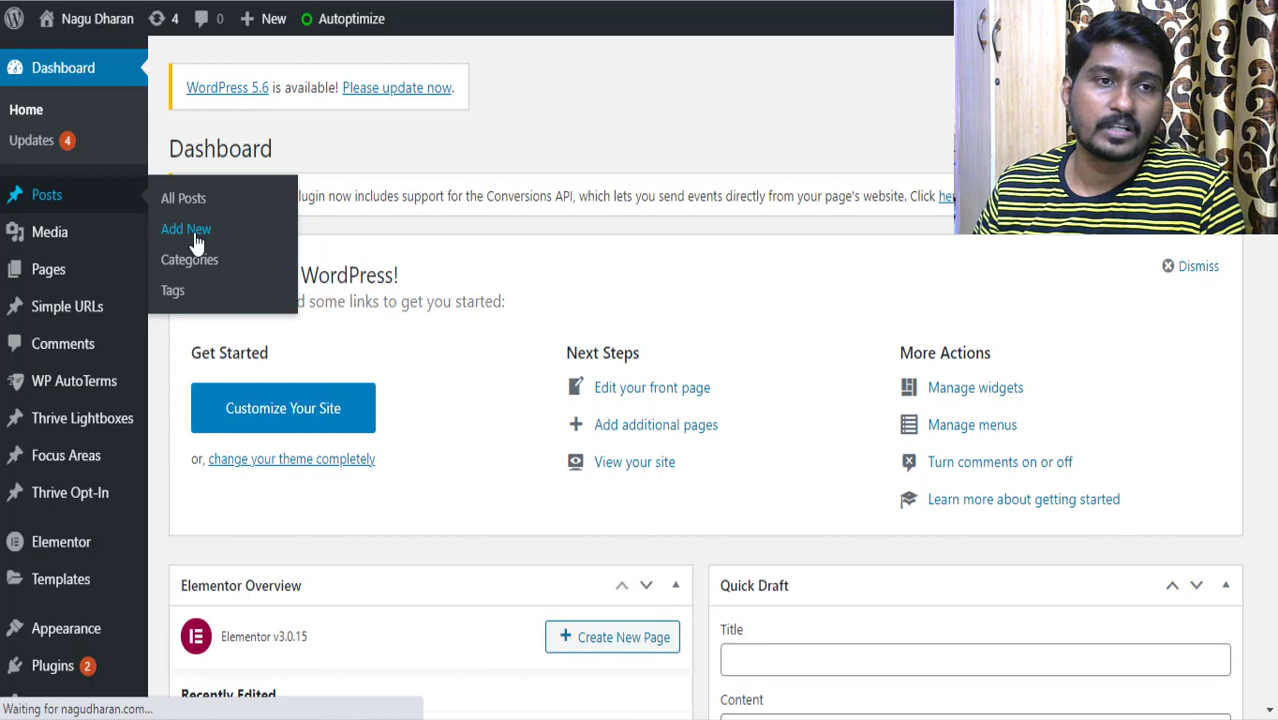 Nagu Dharan 4 0 New Autoptimize
Dashboard
Home
Updates 4
Posts
Media
Pages
Simple URLs
Comments
WP AutoTerms
Thrive Lightboxes
Focus Areas
Thrive Opt-In
Elementor
Templates
Appearance
Plugins 2
All Posts
Add New
Categories
Tags
WordPress 5.6 is available! Please update now.
Dashboard
plugin now includes support for the Conversions API, which lets you send events directly from your page's website. Click
WordPress!
some links to get you started:
Dismiss
Get Started
Customize Your Site
or, change your theme completely
Next Steps
Edit your front page
Add additional pages
View your site
More Actions
Manage widgets
Manage menus
Turn comments on or off
Learn more about getting started
Elementor Overview
Elementor v3.0.15
Create New Page
Recently Edited
Quick Draft
Title
Content
Waiting for nagudharan.com...